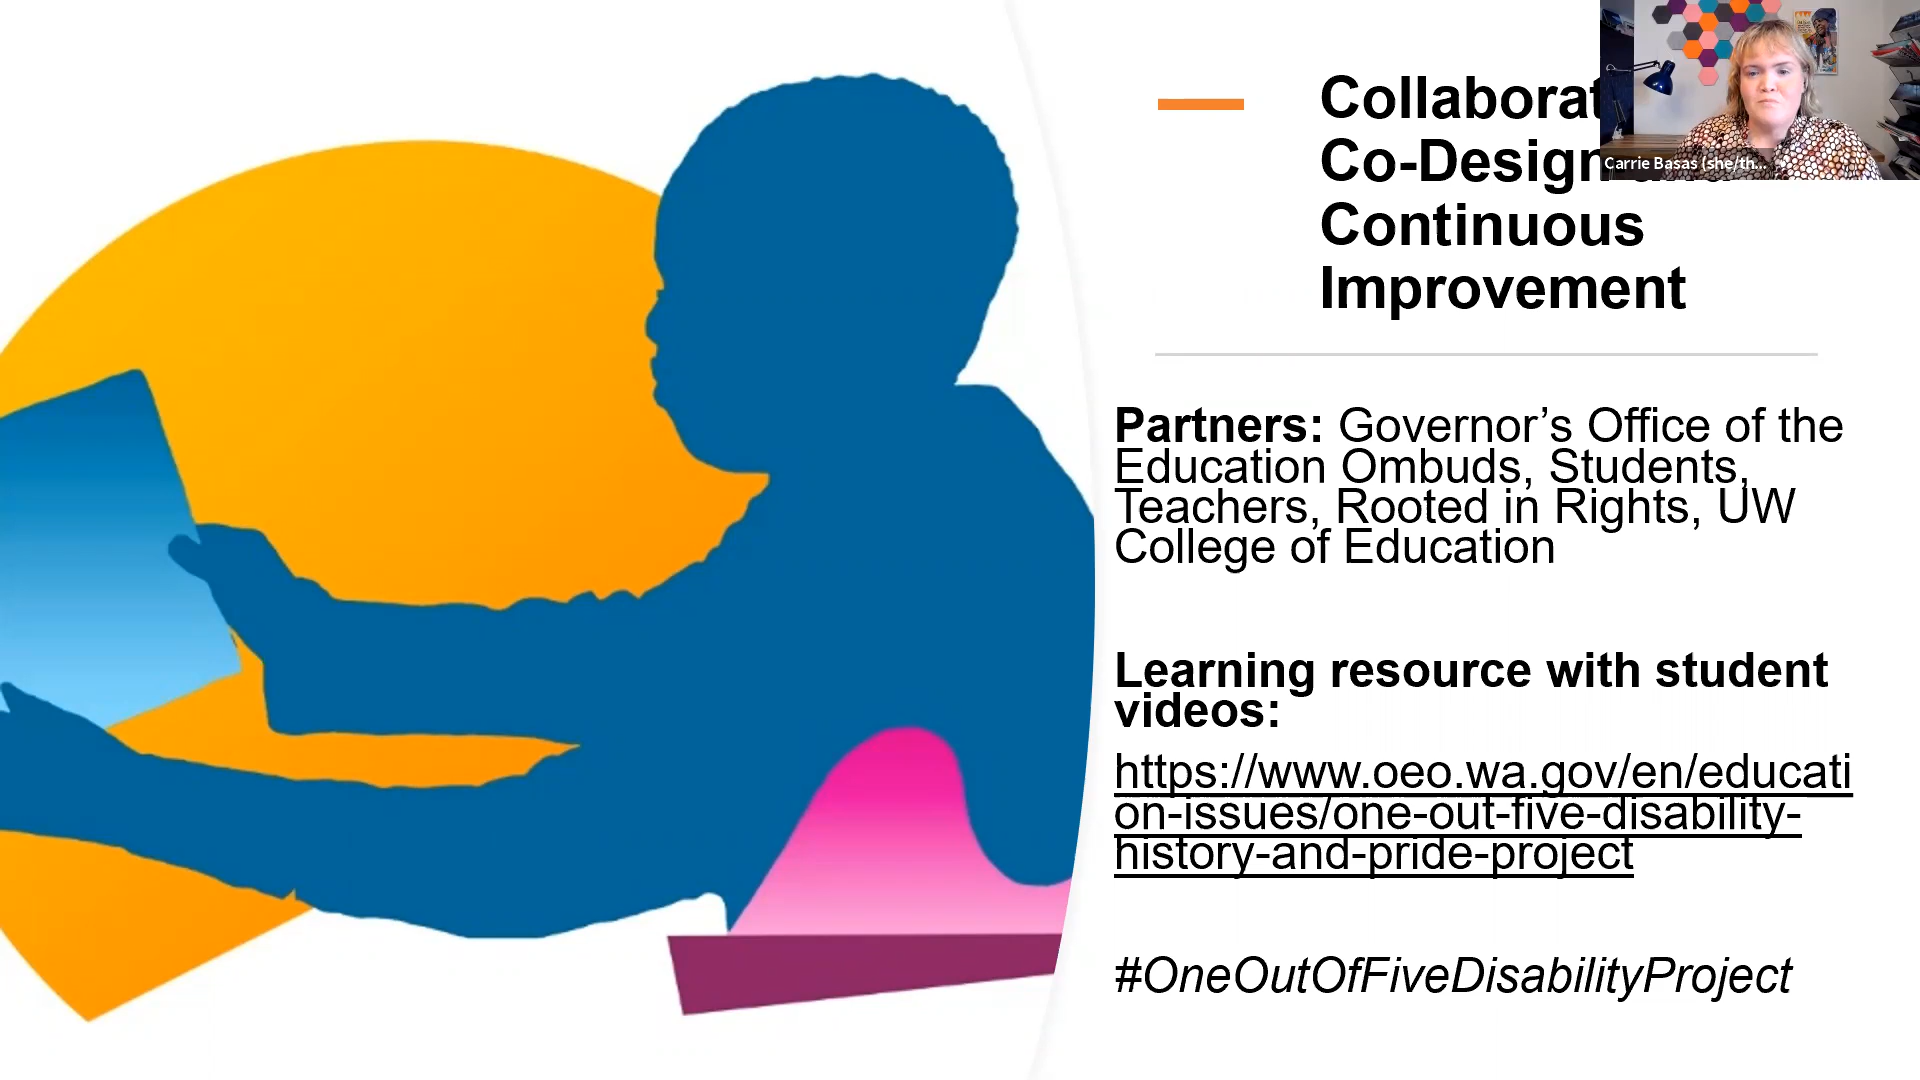 Collaborat
Co-Design
Continuous
Improvement
Carrie Basas (she/th...
Partners: Governor’s Office of the
Education Ombuds, Students,
Teachers, Rooted in Rights, UW
College of Education
Learning resource with student
videos:
https://www.oeo.wa.gov/en/educati
on-issues/one-out-five-disability-
history-and-pride-project
#OneOutOfFiveDisabilityProject